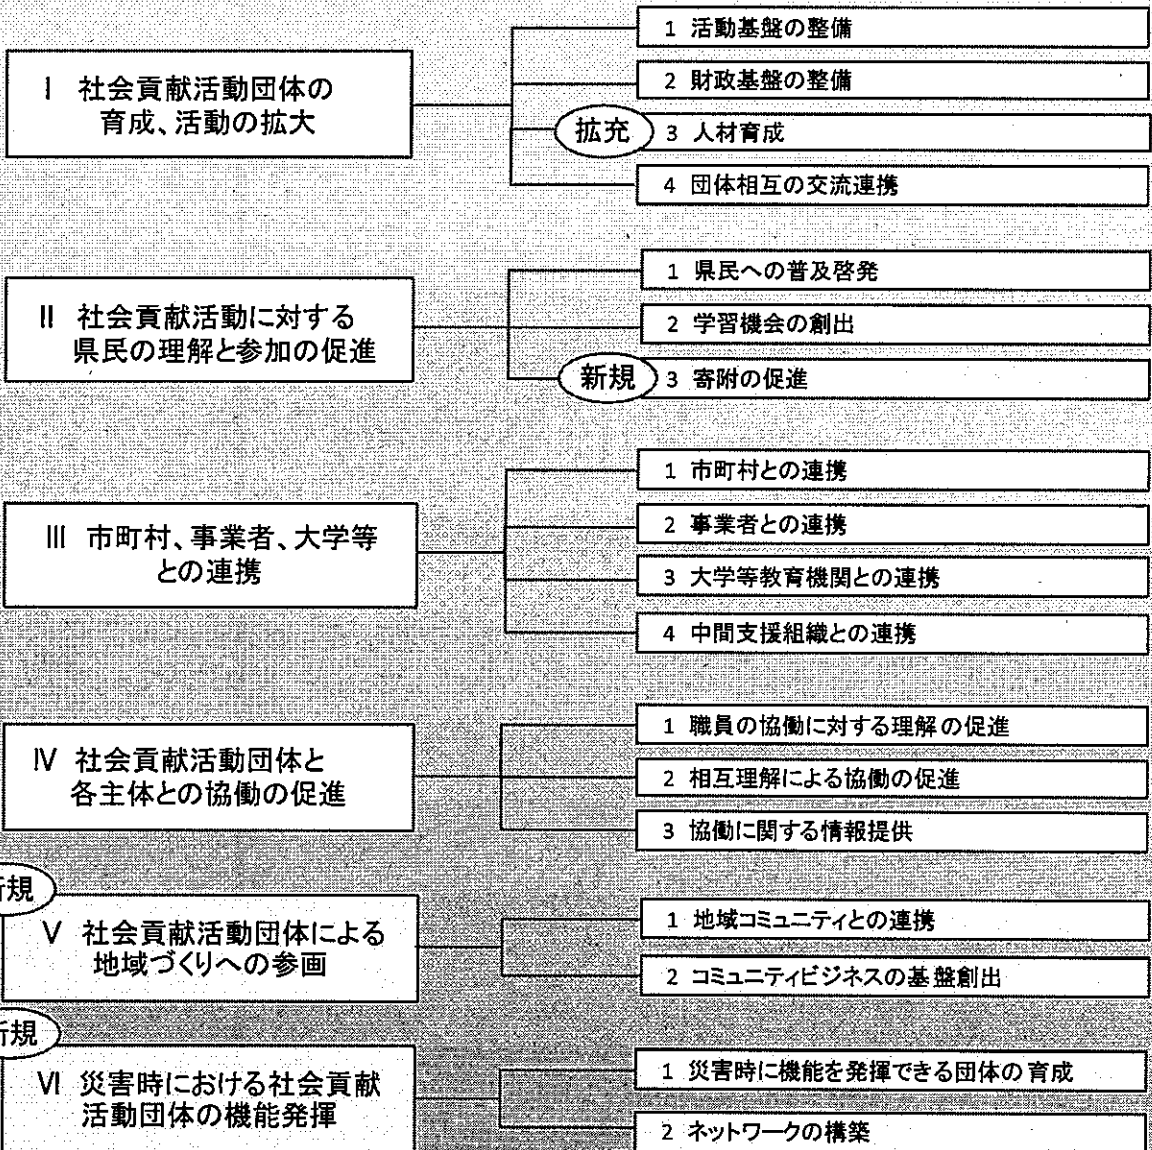 Ⅰ 社会貢献活動団体の
育成、活動の拡大
1 活動基盤の整備
2 財政基盤の整備
拡充
3 人材育成
4 団体相互の交流連携
Ⅱ 社会貢献活動に対する
県民の理解と参加の促進
1 県民への普及啓発
2 学習機会の創出
新規
3 寄附の促進
Ⅲ 市町村、事業者、大学等
との連携
1 市町村との連携
2 事業者との連携
3 大学等教育機関との連携
4 中間支援組織との連携
Ⅳ 社会貢献活動団体と
各主体との協働の促進
1 職員の協働に対する理解の促進
2 相互理解による協働の促進
3 協働に関する情報提供
新規
Ⅴ 社会貢献活動団体による
地域づくりへの参画
1 地域コミュニティとの連携
2 コミュニティビジネスの基盤創出
新規
Ⅵ 災害時における社会貢献
活動団体の機能発揮
1 災害時に機能を発揮できる団体の育成
2 ネットワークの構築